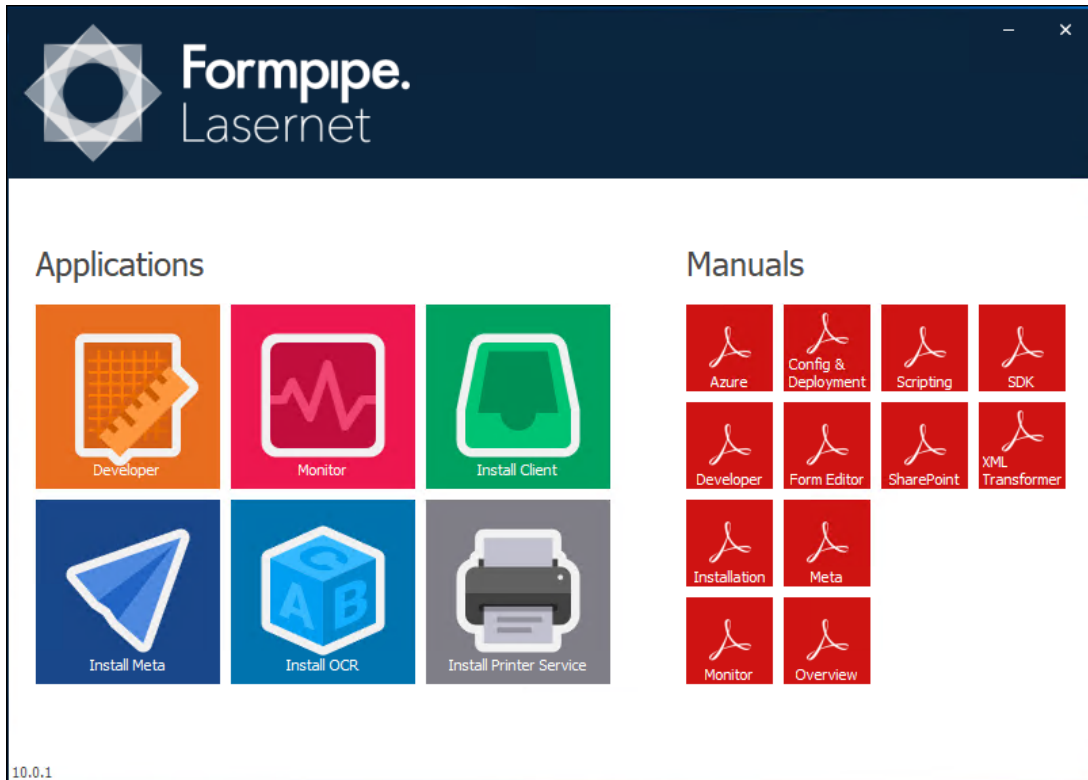 Formpipe.
Lasernet
Applications
Developer
Monitor
Install Client
Install Meta
Install OCR
Install Printer Service
Manuals
Azure
Config &
Deployment
Scripting
SDK
Developer
Form Editor
SharePoint
XML
Transformer
Installation
Meta
Monitor
Overview
10.0.1